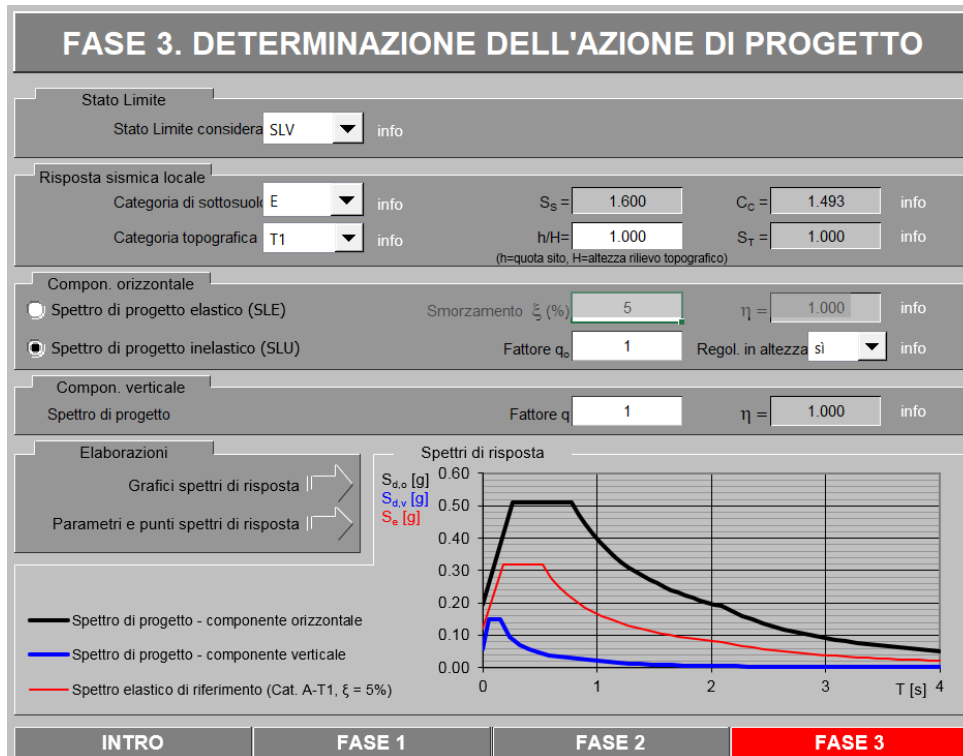 FASE 3. DETERMINAZIONE DELL'AZIONE DI PROGETTO
Stato Limite
Stato Limite considera SLV info
Risposta sismica locale
Categoria di sottosuolo E info S_S = 1.600 C_C = 1.493 info
Categoria topografica T1 info h/H= 1.000 S_T = 1.000 info
(h=quota sito, H=altezza rilievo topografico)
Compon. orizzontale
Spettro di progetto elastico (SLE) Smorzamento ξ (%) 5 η = 1.000 info
Spettro di progetto inelastico (SLU) Fattore q_o 1 Regol. in altezza sì info
Compon. verticale
Spettro di progetto Fattore q 1 η = 1.000 info
Elaborazioni
Grafici spettri di risposta
Parametri e punti spettri di risposta
Spettri di risposta
S_d,o [g]
S_d,v [g]
S_e [g]
0.60
0.50
0.40
0.30
0.20
0.10
0.00
0 1 2 3 T [s] 4
Spettro di progetto - componente orizzontale
Spettro di progetto - componente verticale
Spettro elastico di riferimento (Cat. A-T1, ξ = 5%)
INTRO FASE 1 FASE 2 FASE 3